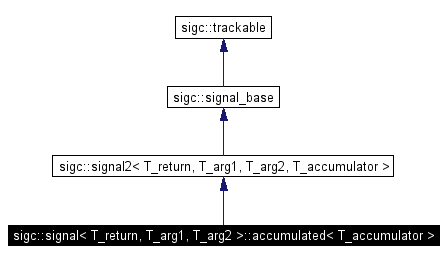 sigc::trackable
sigc::signal_base
sigc::signal2< T_return, T_arg1, T_arg2, T_accumulator >
sigc::signal< T_return, T_arg1, T_arg2 >::accumulated< T_accumulator >